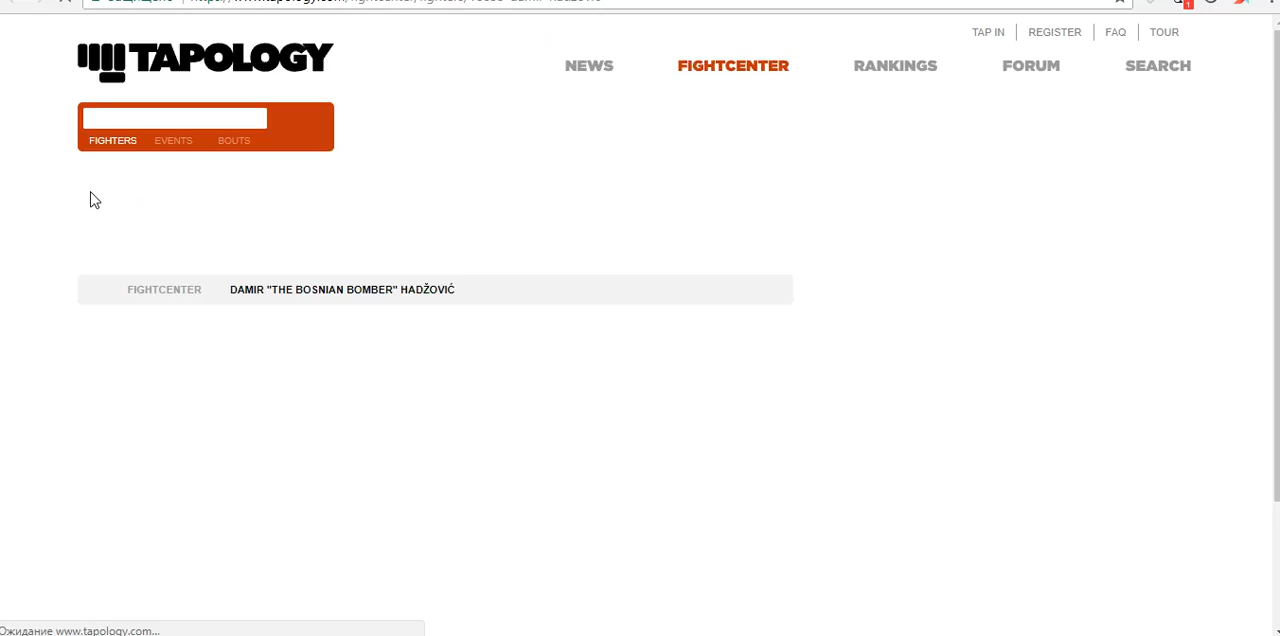 TAP IN REGISTER FAQ TOUR
TAPOLOGY
NEWS FIGHTCENTER RANKINGS FORUM SEARCH
FIGHTERS EVENTS BOUTS
FIGHTCENTER DAMIR "THE BOSNIAN BOMBER" HADŽOVIĆ
Ожидание www.tapology.com...